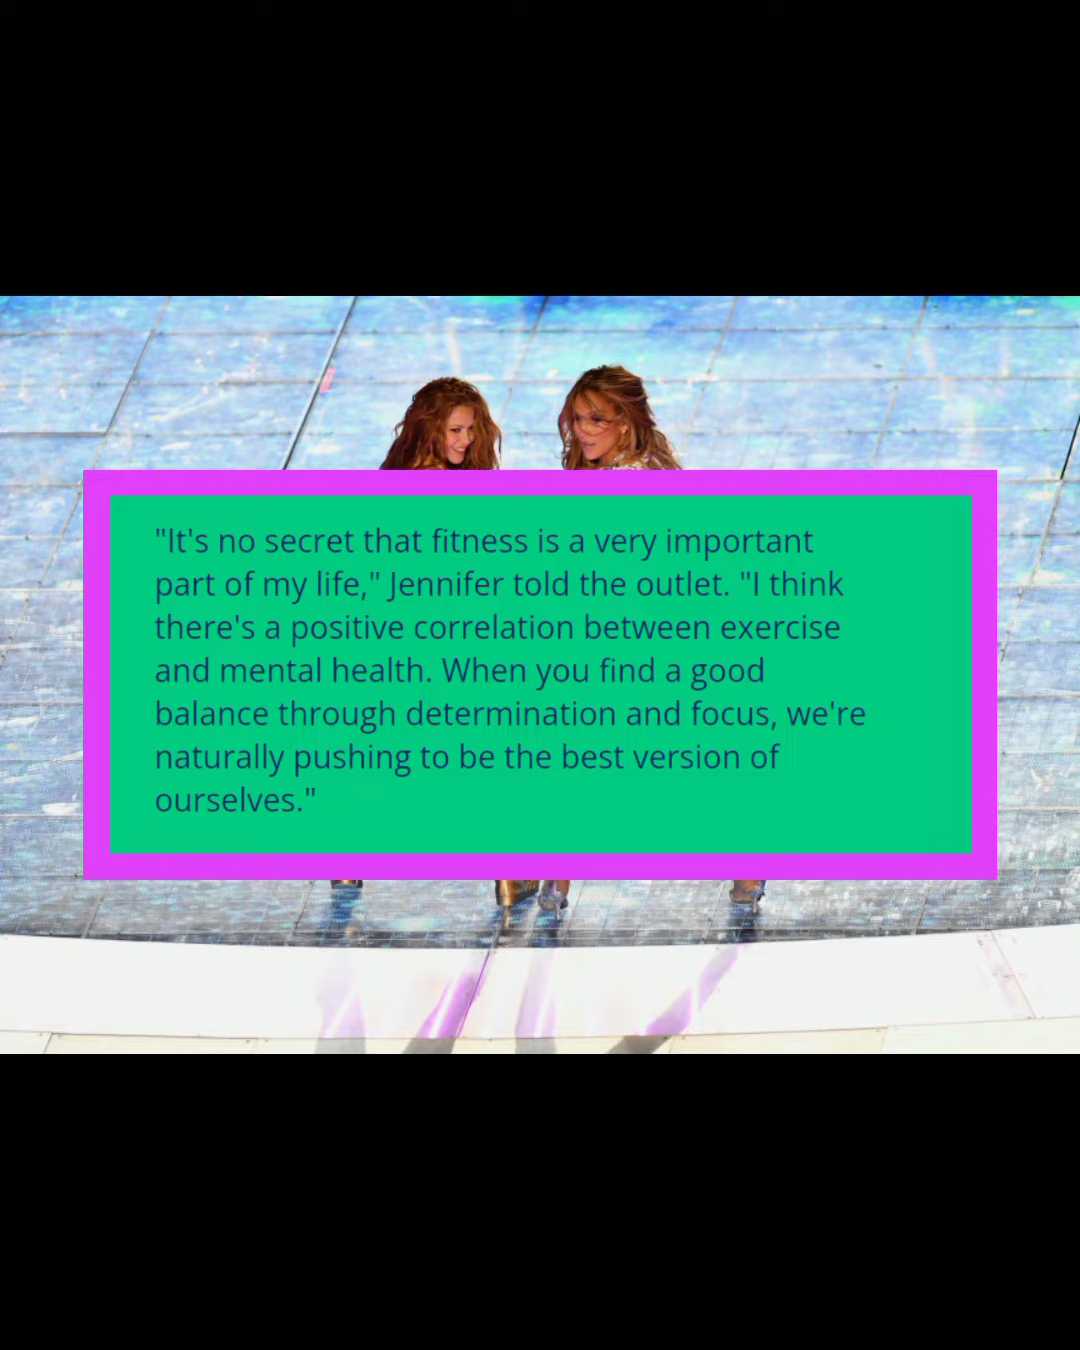 "It's no secret that fitness is a very important
part of my life," Jennifer told the outlet. "I think
there's a positive correlation between exercise
and mental health. When you find a good
balance through determination and focus, we're
naturally pushing to be the best version of
ourselves."